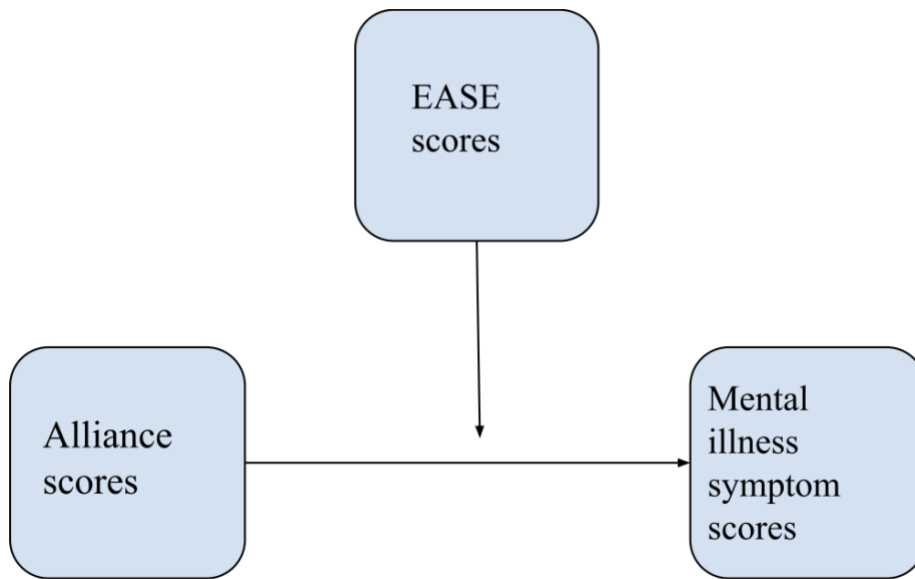 EASE
scores
Alliance
scores
Mental
illness
symptom
scores